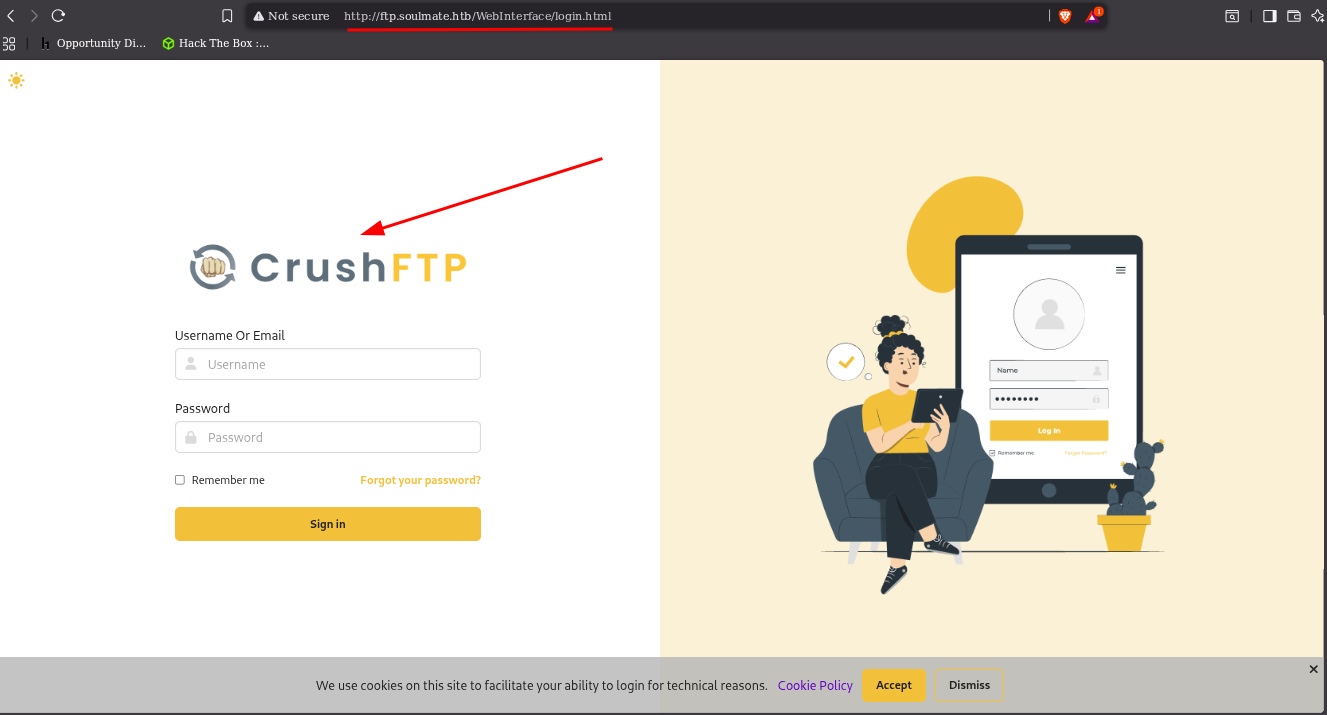 Not secure http://ftp.soulmate.htb/WebInterface/login.html
1
Opportunity Di... Hack The Box :...
CrushFTP
Username Or Email
Username
Password
Password
Remember me Forgot your password?
Sign in
Name
Log In
Remember me Forgot Password?
We use cookies on this site to facilitate your ability to login for technical reasons. Cookie Policy Accept Dismiss